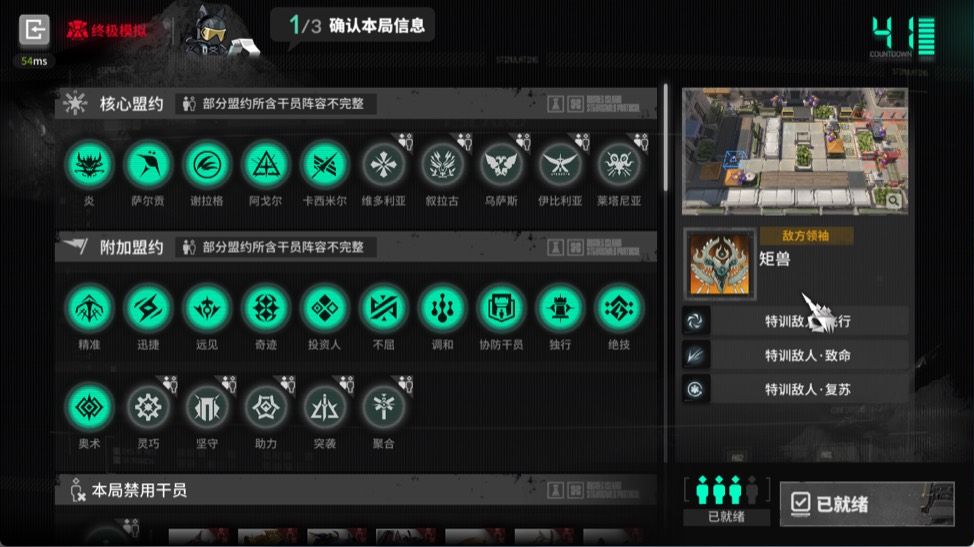 终极模拟
54ms
1/3 确认本局信息
41
COUNTDOWN
核心盟约
部分盟约所含干员阵容不完整
炎
萨尔贡
谢拉格
阿戈尔
卡西米尔
维多利亚
叙拉古
乌萨斯
伊比利亚
莱塔尼亚
附加盟约
部分盟约所含干员阵容不完整
精准
迅捷
远见
奇迹
投资人
不屈
调和
协防干员
独行
绝技
奥术
灵巧
坚守
助力
突袭
聚合
本局禁用干员
敌方领袖
矩兽
特训敌 行
特训敌人·致命
特训敌人·复苏
已就绪
已就绪